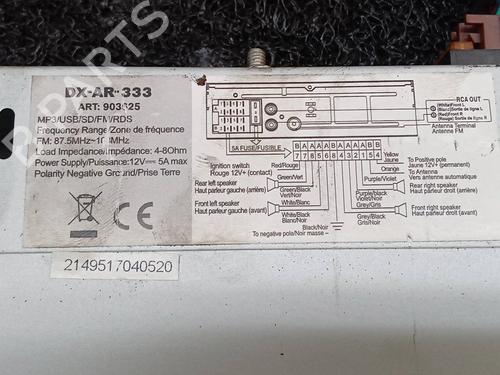 DX-AR-333
ART: 903625
MP3/USB/SD/FM/RDS
Frequency Range/Zone de fréquence
FM: 87.5MHz~108MHz
Load Impedance/Impédance: 4-8Ohm
Power Supply/Puissance:12V 5A max
Polarity Negative Ground/Prise Terre
CE
2149517040520
5A FUSE/FUSIBLE
RCA OUT
(White)Front L
(Blanc) Sortie de ligne L
(Red)Front R
(Rouge) Sortie de ligne R
Antenna Terminal
Antenne FM
B A A A A A A A B B B B
7 7 8 5 6 8 4 3 2 1 5 4
Ignition switch
Rouge 12V+ (contact)
Red/Rouge
Yellow
Jaune
To Positive pole
Jaune 12V+ (permanent)
Green/Vert
Orange
To Antenna
Vers antenne automatique
Rear left speaker
Haut parleur gauche (arrière)
Green/Black
Vert/Noir
Purple/Violet
Purple/Black
Violet/Noir
Right rear speaker
Haut parleur droit (arrière)
Front left speaker
Haut parleur gauche (avant)
White/Blanc
White/Black
Blanc/Noir
Grey/Gris
Grey/Black
Gris/Noir
Front right speaker
Haut parleur droit (avant)
Black/Noir
To negative pole/Noir masse